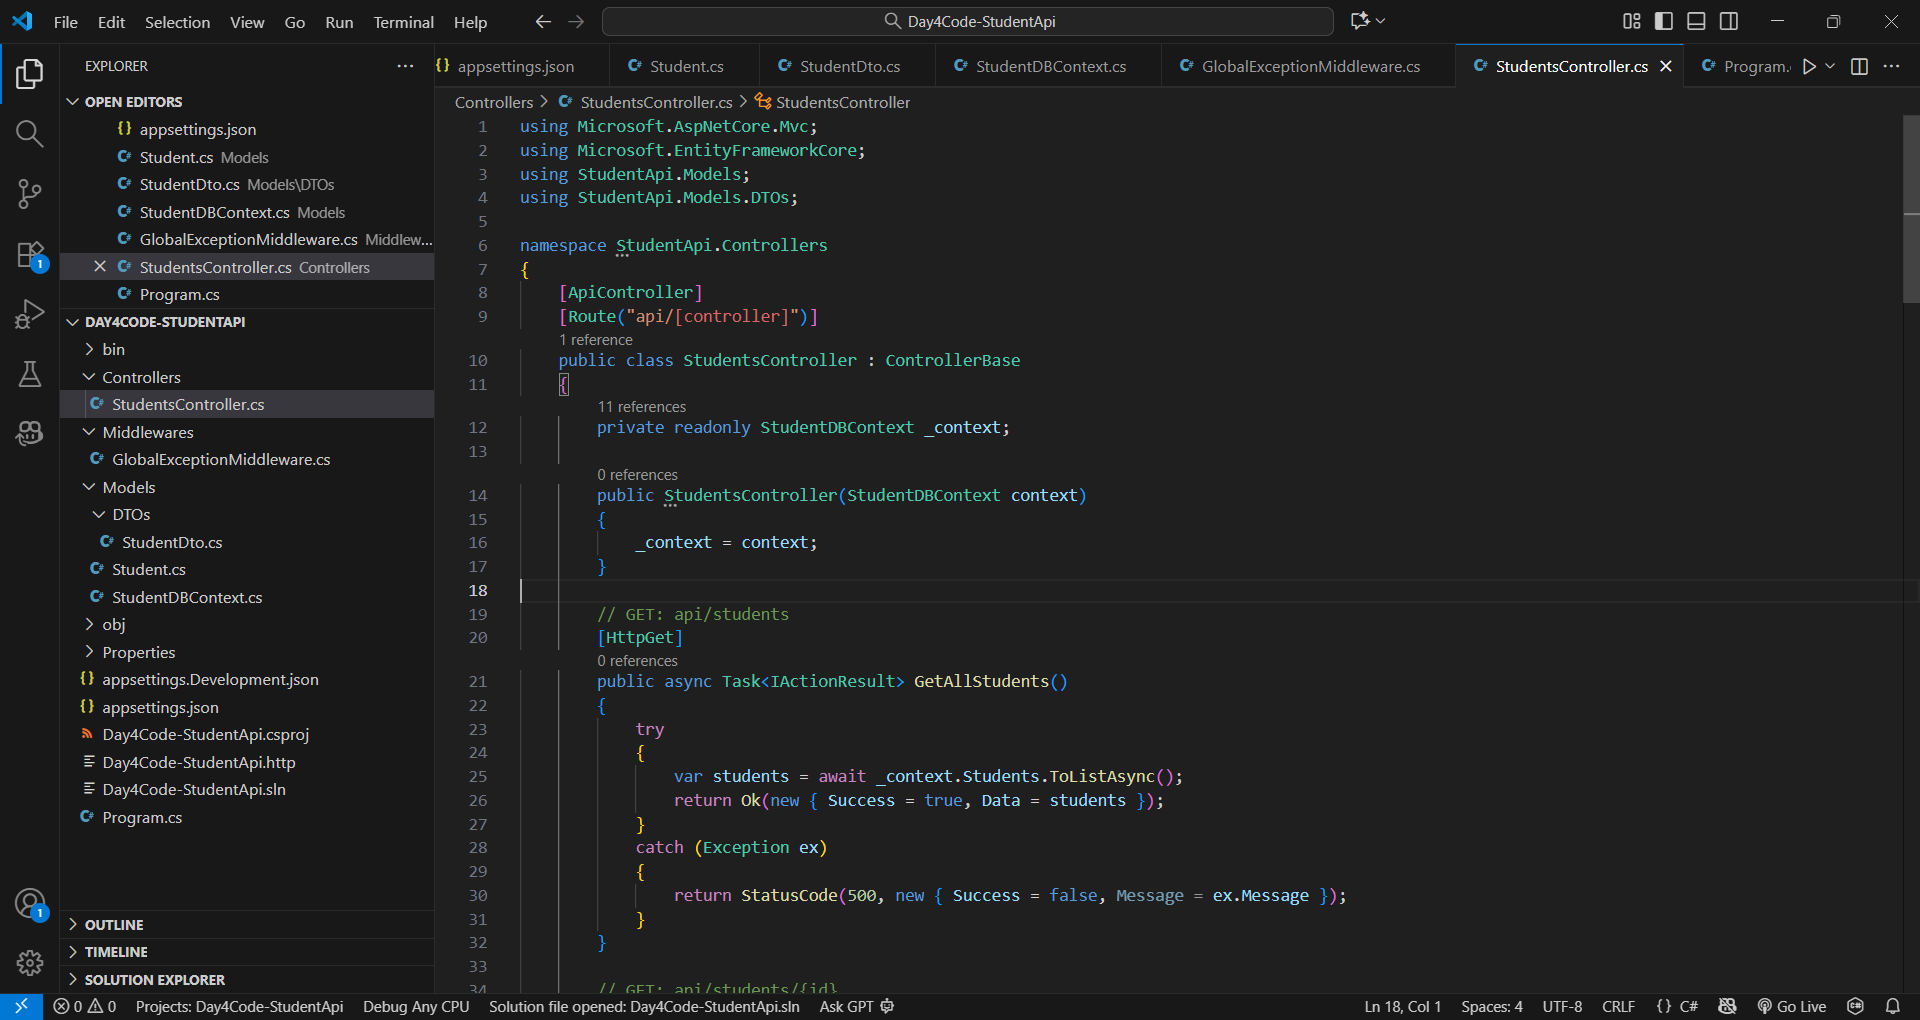 File Edit Selection View Go Run Terminal Help
Day4Code-StudentApi
EXPLORER
OPEN EDITORS
appsettings.json
Student.cs Models
StudentDto.cs Models\DTOs
StudentDBContext.cs Models
GlobalExceptionMiddleware.cs Middlew...
StudentsController.cs Controllers
Program.cs
DAY4CODE-STUDENTAPI
bin
Controllers
StudentsController.cs
Middlewares
GlobalExceptionMiddleware.cs
Models
DTOs
StudentDto.cs
Student.cs
StudentDBContext.cs
obj
Properties
appsettings.Development.json
appsettings.json
Day4Code-StudentApi.csproj
Day4Code-StudentApi.http
Day4Code-StudentApi.sln
Program.cs
OUTLINE
TIMELINE
SOLUTION EXPLORER
1
1
appsettings.json Student.cs StudentDto.cs StudentDBContext.cs GlobalExceptionMiddleware.cs StudentsController.cs Program.
Controllers > StudentsController.cs > StudentsController
1 using Microsoft.AspNetCore.Mvc;
2 using Microsoft.EntityFrameworkCore;
3 using StudentApi.Models;
4 using StudentApi.Models.DTOs;
5
6 namespace StudentApi.Controllers
7 {
8 [ApiController]
9 [Route("api/[controller]")]
1 reference
10 public class StudentsController : ControllerBase
11 {
11 references
12 private readonly StudentDBContext _context;
13
0 references
14 public StudentsController(StudentDBContext context)
15 {
16 _context = context;
17 }
18
19 // GET: api/students
20 [HttpGet]
0 references
21 public async Task<IActionResult> GetAllStudents()
22 {
23 try
24 {
25 var students = await _context.Students.ToListAsync();
26 return Ok(new { Success = true, Data = students });
27 }
28 catch (Exception ex)
29 {
30 return StatusCode(500, new { Success = false, Message = ex.Message });
31 }
32 }
33
34 // GET: api/students/{id}
0 0 Projects: Day4Code-StudentApi Debug Any CPU Solution file opened: Day4Code-StudentApi.sln Ask GPT Ln 18, Col 1 Spaces: 4 UTF-8 CRLF {} C# Go Live